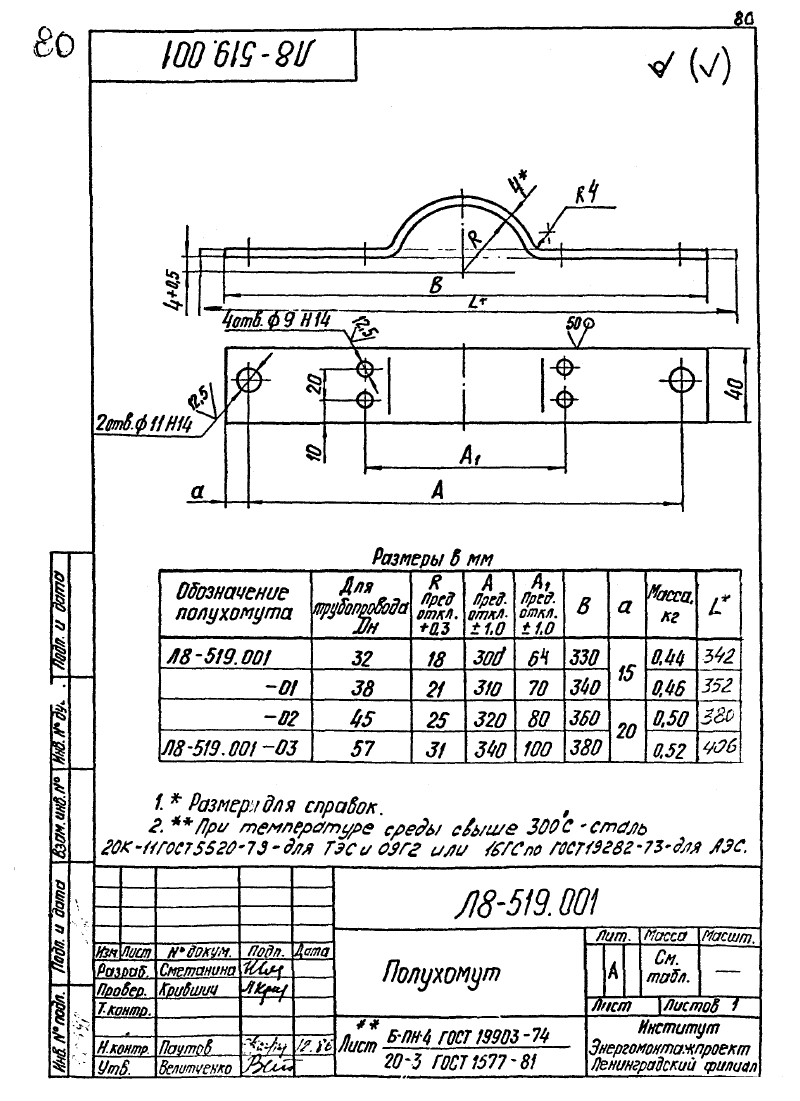 80
80
Л8-519.001
(√)
4*
R4
R
4+0,5
В
L*
4отв. ф9 Н14
12,5
50
20
40
12,5
2отв. ф11Н14
10
А₁
а
А
Размеры в мм
Обозначение полухомута | Для трубопровода Dн | R Пред. откл. +0,3 | А Пред. откл. ±1,0 | А₁ Пред. откл. ±1,0 | В | а | Масса, кг | L*
Л8-519.001 | 32 | 18 | 300 | 64 | 330 | 15 | 0,44 | 342
-01 | 38 | 21 | 310 | 70 | 340 | 0,46 | 352
-02 | 45 | 25 | 320 | 80 | 360 | 20 | 0,50 | 380
Л8-519.001-03 | 57 | 31 | 340 | 100 | 380 | 0,52 | 406
1. * Размеры для справок.
2. ** При температуре среды свыше 300°С - сталь
20К-11ГОСТ5520-79-для ТЭС и 09Г2 или 16ГС по ГОСТ19282-73-для АЭС.
Подп. и дата
Инв. № дубл.
Взам. инв. №
Подп. и дата
Инв. № подл.
Л8-519.001
Изм Лист № докум. Подп. Дата
Разраб. Сметанина
Провер. Крившич
Т.контр.
Н.контр. Паутов 12.86
Утв. Велитченко
Полухомут
Лит. Масса Масшт.
А См. табл. —
Лист Листов 1
Лист ** Б-ПН-4 ГОСТ 19903-74
20-3 ГОСТ 1577-81
Институт
Энергомонтажпроект
Ленинградский филиал